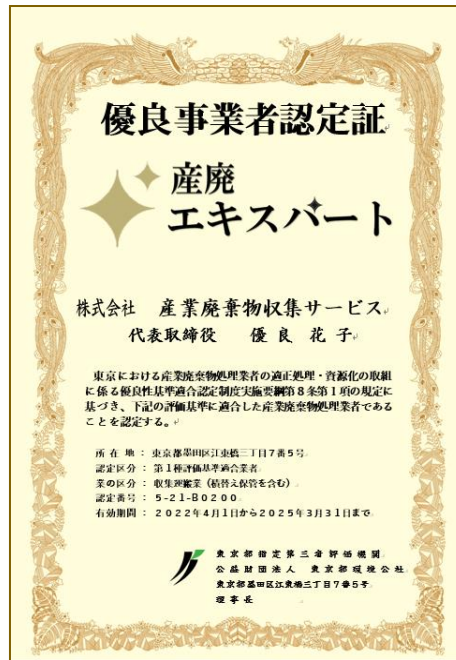 優良事業者認定証
産廃
エキスパート
株式会社 産業廃棄物収集サービス
代表取締役 優良花子
東京における産業廃棄物処理業者の適正処理・資源化の取組
に係る優良性基準適合認定制度実施要綱第8条第1項の規定に
基づき、下記の評価基準に適合した産業廃棄物処理業者である
ことを認定する。
所在地：東京都墨田区江東橋三丁目7番5号
認定区分：第1種評価基準適合業者
業の区分：収集運搬業（積替え保管を含む）
認定番号：5-21-B0200
有効期間：2022年4月1日から2025年3月31日まで
東京都指定第三者評価機関
公益財団法人 東京都環境公社
東京都墨田区江東橋三丁目7番5号
理事長